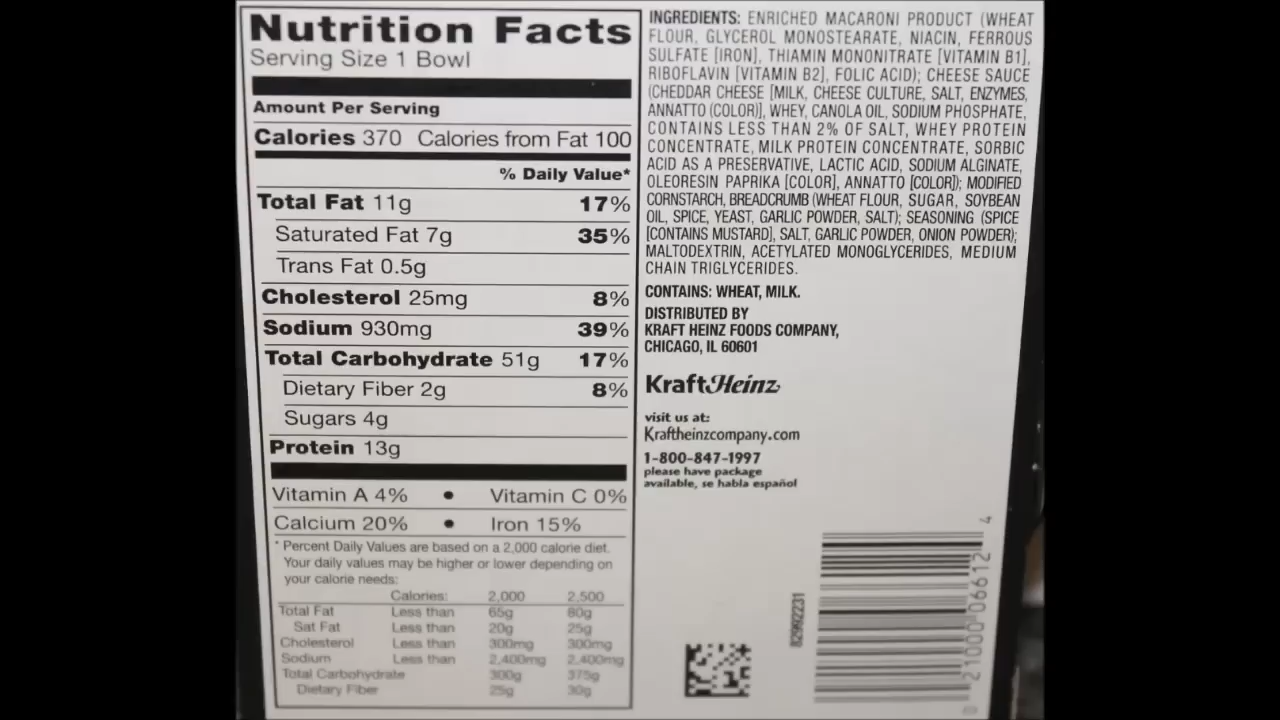 Nutrition Facts
Serving Size 1 Bowl
Amount Per Serving
Calories 370 Calories from Fat 100
% Daily Value*
Total Fat 11g 17%
Saturated Fat 7g 35%
Trans Fat 0.5g
Cholesterol 25mg 8%
Sodium 930mg 39%
Total Carbohydrate 51g 17%
Dietary Fiber 2g 8%
Sugars 4g
Protein 13g
Vitamin A 4% • Vitamin C 0%
Calcium 20% • Iron 15%
* Percent Daily Values are based on a 2,000 calorie diet.
Your daily values may be higher or lower depending on
your calorie needs:
Calories: 2,000 2,500
Total Fat Less than 65g 80g
Sat Fat Less than 20g 25g
Cholesterol Less than 300mg 300mg
Sodium Less than 2,400mg 2,400mg
Total Carbohydrate 300g 375g
Dietary Fiber 25g 30g
INGREDIENTS: ENRICHED MACARONI PRODUCT (WHEAT
FLOUR, GLYCEROL MONOSTEARATE, NIACIN, FERROUS
SULFATE [IRON], THIAMIN MONONITRATE [VITAMIN B1],
RIBOFLAVIN [VITAMIN B2], FOLIC ACID); CHEESE SAUCE
(CHEDDAR CHEESE [MILK, CHEESE CULTURE, SALT, ENZYMES,
ANNATTO (COLOR)], WHEY, CANOLA OIL, SODIUM PHOSPHATE,
CONTAINS LESS THAN 2% OF SALT, WHEY PROTEIN
CONCENTRATE, MILK PROTEIN CONCENTRATE, SORBIC
ACID AS A PRESERVATIVE, LACTIC ACID, SODIUM ALGINATE,
OLEORESIN PAPRIKA [COLOR], ANNATTO [COLOR]); MODIFIED
CORNSTARCH, BREADCRUMB (WHEAT FLOUR, SUGAR, SOYBEAN
OIL, SPICE, YEAST, GARLIC POWDER, SALT); SEASONING (SPICE
[CONTAINS MUSTARD], SALT, GARLIC POWDER, ONION POWDER);
MALTODEXTRIN, ACETYLATED MONOGLYCERIDES, MEDIUM
CHAIN TRIGLYCERIDES.
CONTAINS: WHEAT, MILK.
DISTRIBUTED BY
KRAFT HEINZ FOODS COMPANY,
CHICAGO, IL 60601
KraftHeinz
visit us at:
Kraftheinzcompany.com
1-800-847-1997
please have package
available, se habla español
82992231
0 21000 06612 4